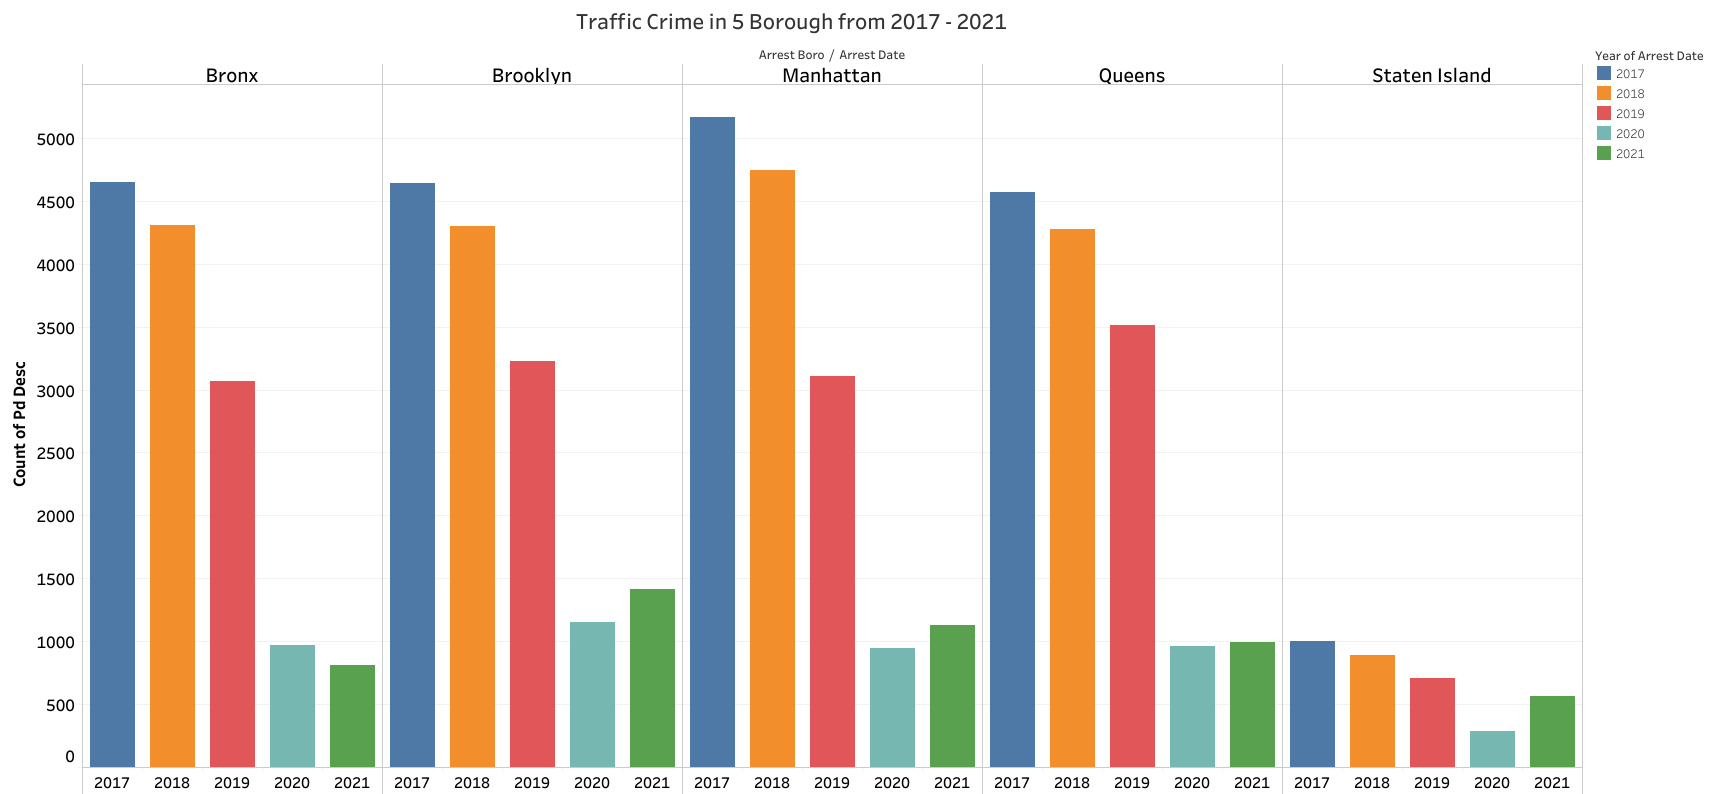 Traffic Crime in 5 Borough from 2017 - 2021
Arrest Boro / Arrest Date
Bronx Brooklyn Manhattan Queens Staten Island
Year of Arrest Date
2017
2018
2019
2020
2021
Count of Pd Desc
5000
4500
4000
3500
3000
2500
2000
1500
1000
500
0
2017 2018 2019 2020 2021 2017 2018 2019 2020 2021 2017 2018 2019 2020 2021 2017 2018 2019 2020 2021 2017 2018 2019 2020 2021